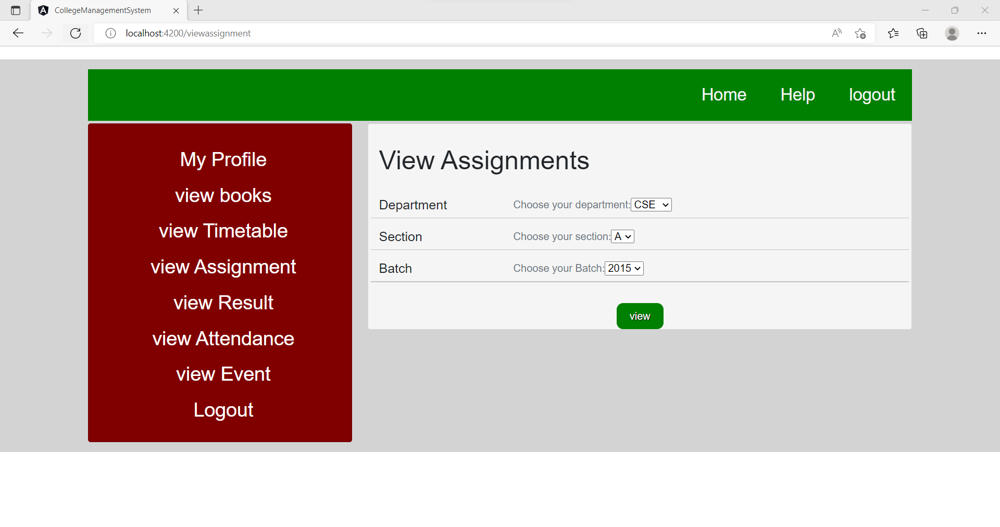 CollegeManagementSystem
localhost:4200/viewassignment
Home Help logout
My Profile
view books
view Timetable
view Assignment
view Result
view Attendance
view Event
Logout
View Assignments
Department Choose your department: CSE
Section Choose your section: A
Batch Choose your Batch: 2015
view